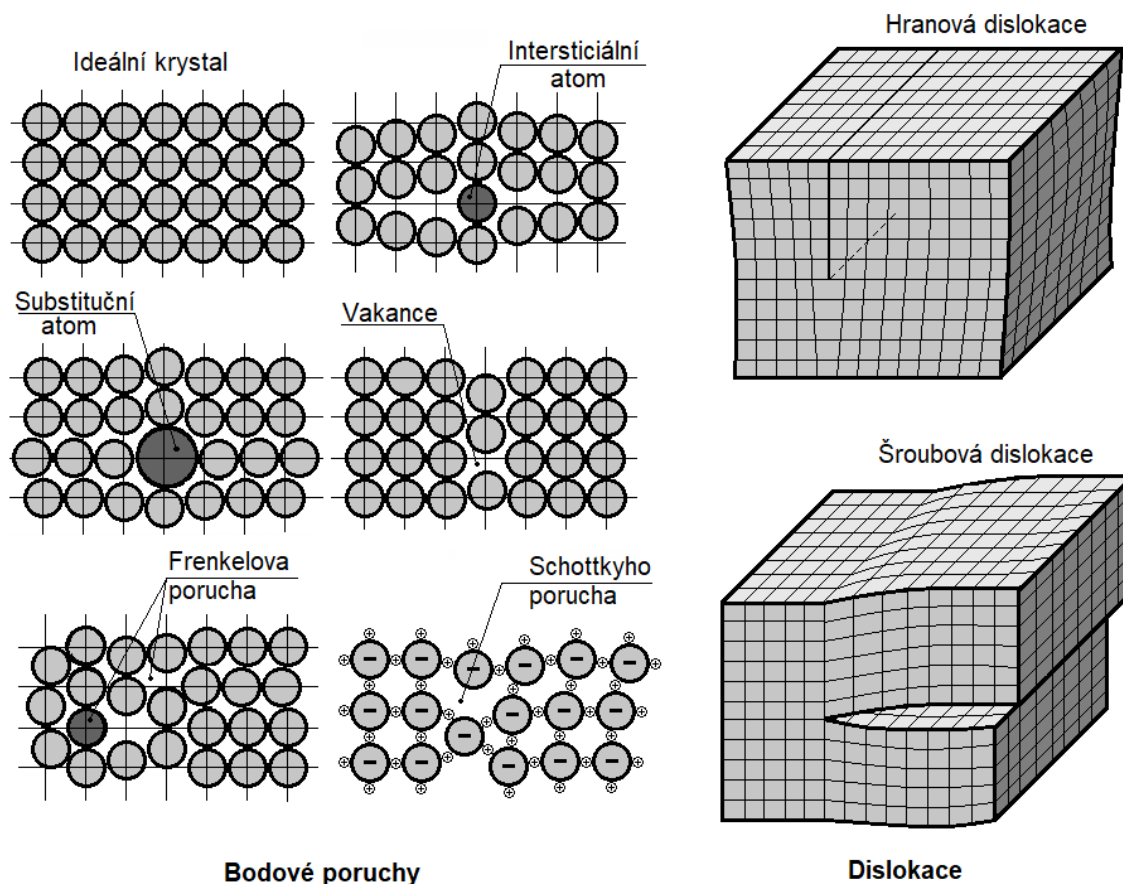 Ideální krystal
Intersticiální
atom
Substituční
atom
Vakance
Frenkelova
porucha
Schottkyho
porucha
Bodové poruchy
Hranová dislokace
Šroubová dislokace
Dislokace